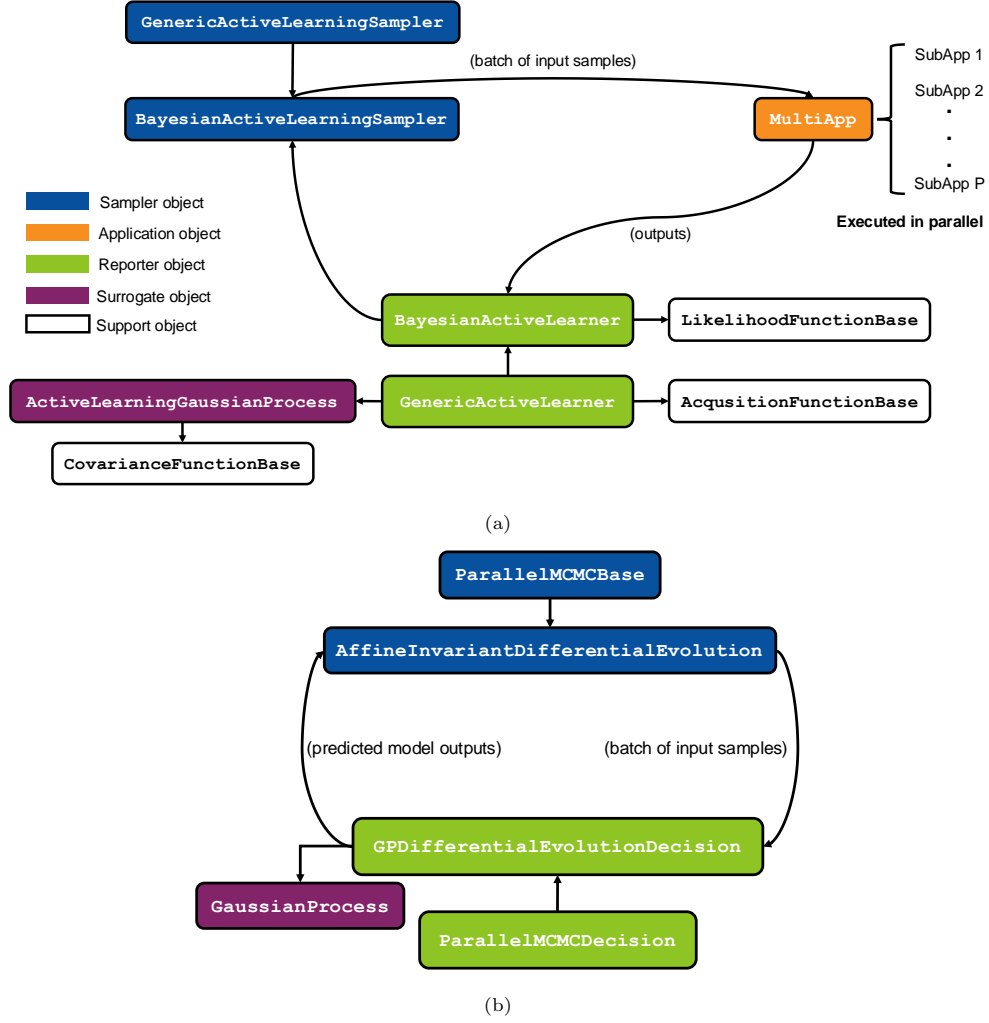 GenericActiveLearningSampler
(batch of input samples)
SubApp 1
SubApp 2
BayesianActiveLearningSampler
MultiApp
.
.
.
SubApp P
Sampler object
Executed in parallel
Application object
(outputs)
Reporter object
Surrogate object
Support object
BayesianActiveLearner
LikelihoodFunctionBase
ActiveLearningGaussianProcess
GenericActiveLearner
AcqusitionFunctionBase
CovarianceFunctionBase
(a)
ParallelMCMCBase
AffineInvariantDifferentialEvolution
(predicted model outputs)
(batch of input samples)
GPDifferentialEvolutionDecision
GaussianProcess
ParallelMCMCDecision
(b)